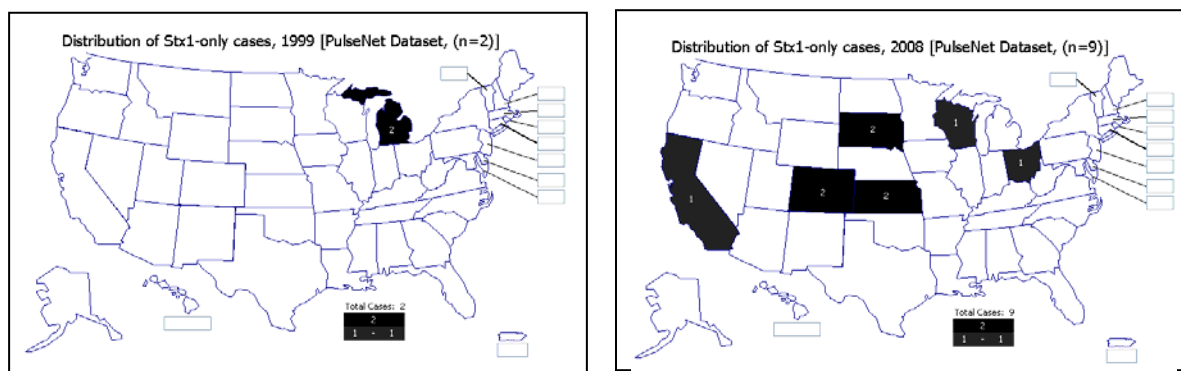 Distribution of Stx1-only cases, 1999 [PulseNet Dataset, (n=2)]
2
Total Cases: 2
2
1 - 1
Distribution of Stx1-only cases, 2008 [PulseNet Dataset, (n=9)]
2
1
1
2
2
1
Total Cases: 9
2
1 - 1